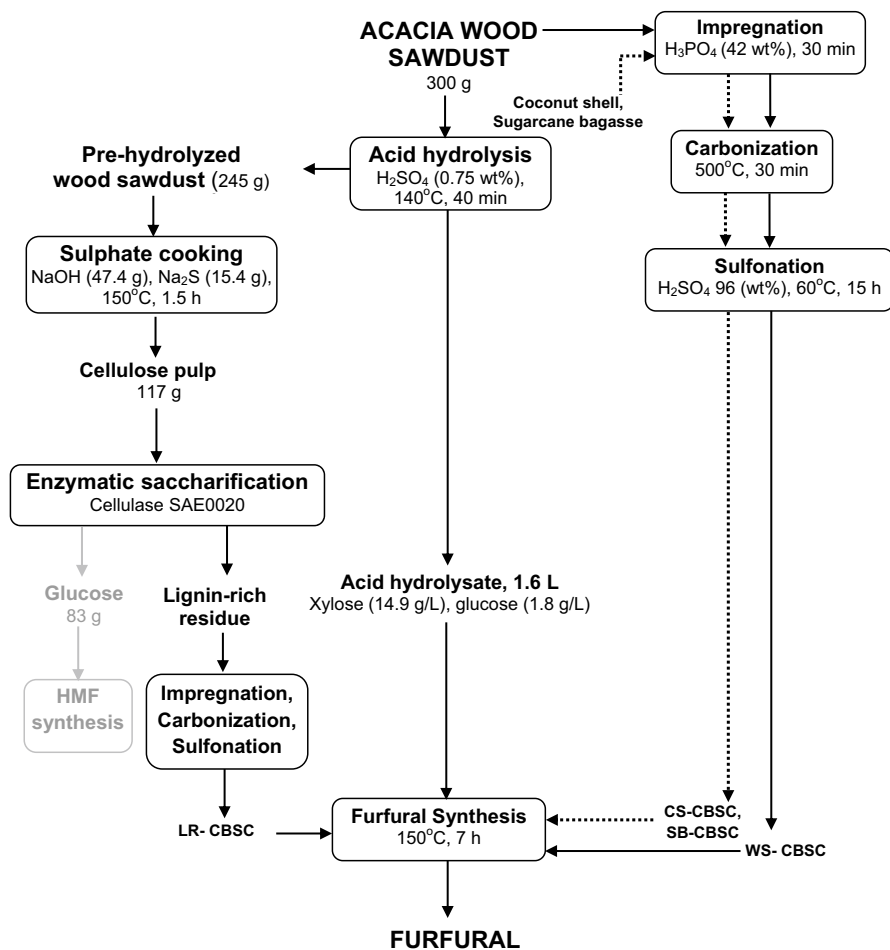 ACACIA WOOD
SAWDUST
300 g
Impregnation
H₃PO₄ (42 wt%), 30 min
Coconut shell,
Sugarcane bagasse
Carbonization
500°C, 30 min
Sulfonation
H₂SO₄ 96 (wt%), 60°C, 15 h
Acid hydrolysis
H₂SO₄ (0.75 wt%),
140°C, 40 min
Pre-hydrolyzed
wood sawdust (245 g)
Sulphate cooking
NaOH (47.4 g), Na₂S (15.4 g),
150°C, 1.5 h
Cellulose pulp
117 g
Enzymatic saccharification
Cellulase SAE0020
Glucose
83 g
HMF
synthesis
Lignin-rich
residue
Impregnation,
Carbonization,
Sulfonation
LR- CBSC
Acid hydrolysate, 1.6 L
Xylose (14.9 g/L), glucose (1.8 g/L)
Furfural Synthesis
150°C, 7 h
CS-CBSC,
SB-CBSC
WS- CBSC
FURFURAL